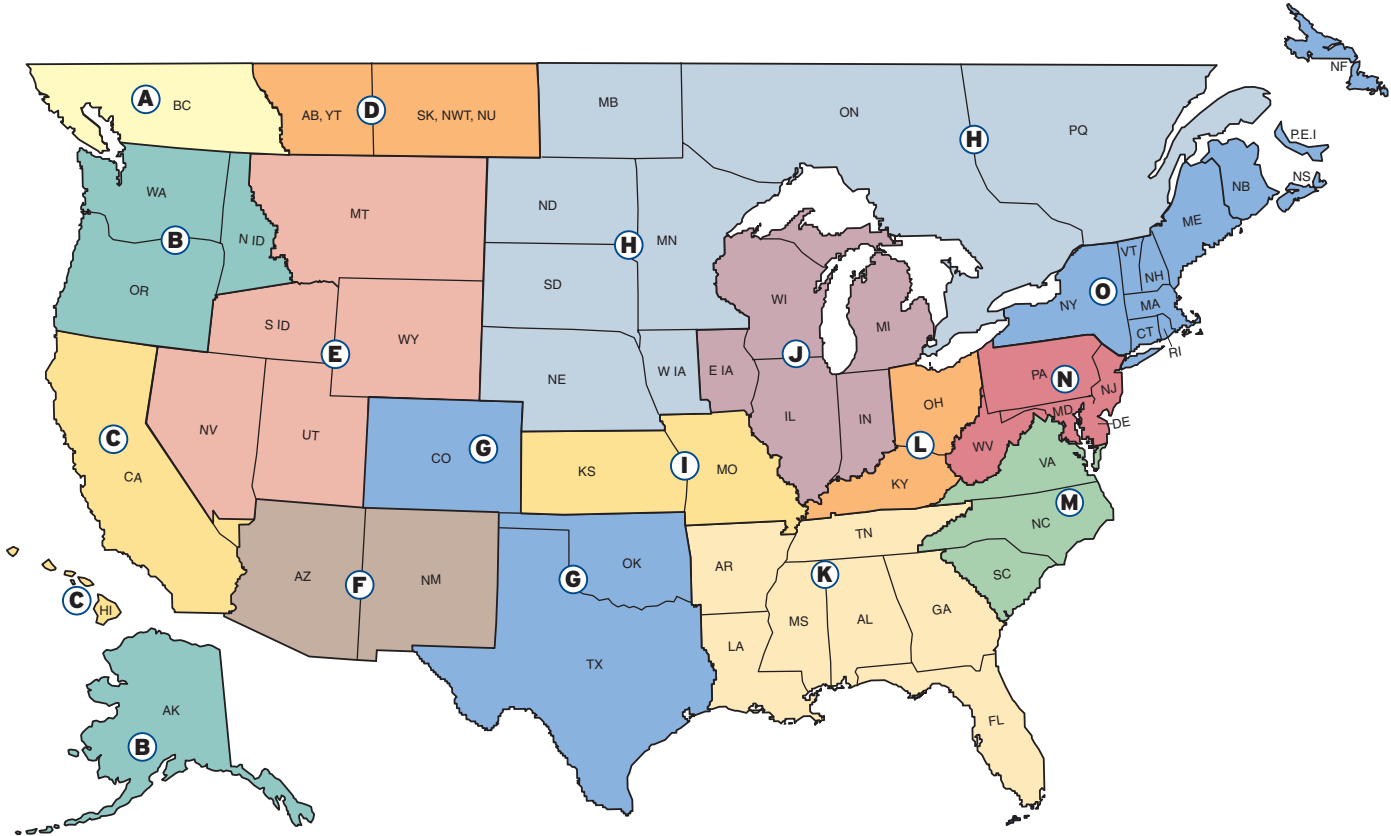 NF
A
BC
AB, YT
D
SK, NWT, NU
MB
ON
H
PQ
P.E.I
NS
NB
ME
WA
B
N ID
OR
MT
ND
H
MN
SD
VT
NH
NY
O
MA
CT
RI
S ID
E
WY
NE
W IA
E IA
WI
J
MI
PA
N
NJ
MD
DE
C
CA
NV
UT
CO
G
KS
I
MO
IL
IN
OH
L
KY
WV
VA
M
NC
SC
TN
AZ
F
NM
G
OK
AR
K
MS
AL
GA
LA
TX
FL
C
HI
AK
B